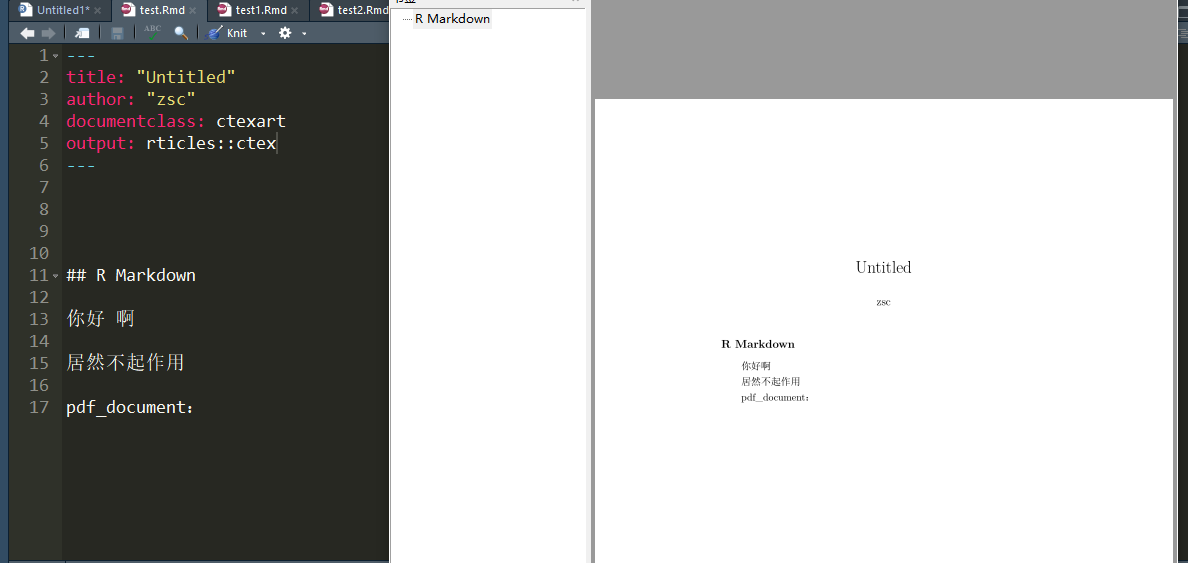 Untitled1*
test.Rmd
test1.Rmd
test2.Rmd
ABC
Knit
1 ---
2 title: "Untitled"
3 author: "zsc"
4 documentclass: ctexart
5 output: rticles::ctex
6 ---
7
8
9
10
11 ## R Markdown
12
13 你好 啊
14
15 居然不起作用
16
17 pdf_document：
R Markdown
Untitled
zsc
R Markdown
你好啊
居然不起作用
pdf_document：